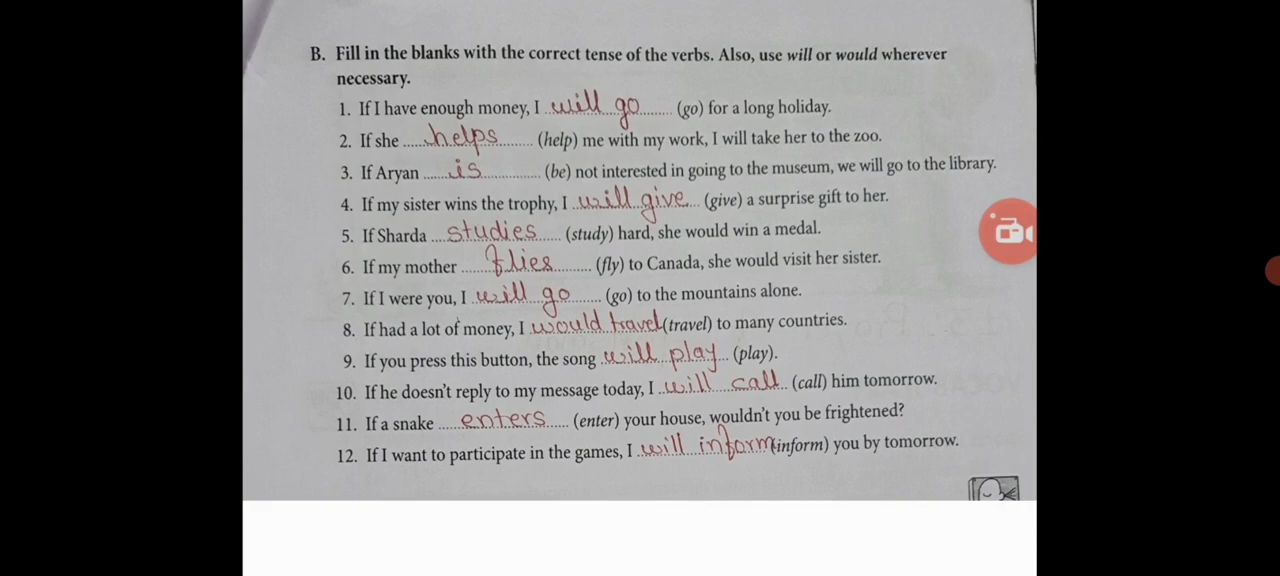 B. Fill in the blanks with the correct tense of the verbs. Also, use will or would wherever
necessary.
1. If I have enough money, I will go (go) for a long holiday.
2. If she helps (help) me with my work, I will take her to the zoo.
3. If Aryan is (be) not interested in going to the museum, we will go to the library.
4. If my sister wins the trophy, I will give (give) a surprise gift to her.
5. If Sharda studies (study) hard, she would win a medal.
6. If my mother flies (fly) to Canada, she would visit her sister.
7. If I were you, I will go (go) to the mountains alone.
8. If had a lot of money, I would travel (travel) to many countries.
9. If you press this button, the song will play (play).
10. If he doesn't reply to my message today, I will call (call) him tomorrow.
11. If a snake enters (enter) your house, wouldn't you be frightened?
12. If I want to participate in the games, I will inform (inform) you by tomorrow.